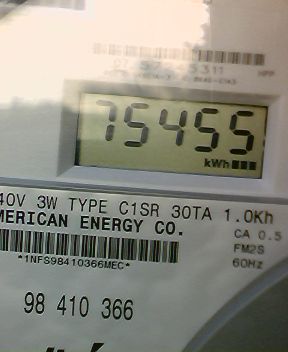 75455
kWh
40V 3W TYPE C1SR 30TA 1.0Kh
MERICAN ENERGY CO.
CA 0.5
FM2S
60Hz
*1NFS98410366MEC*
98 410 366